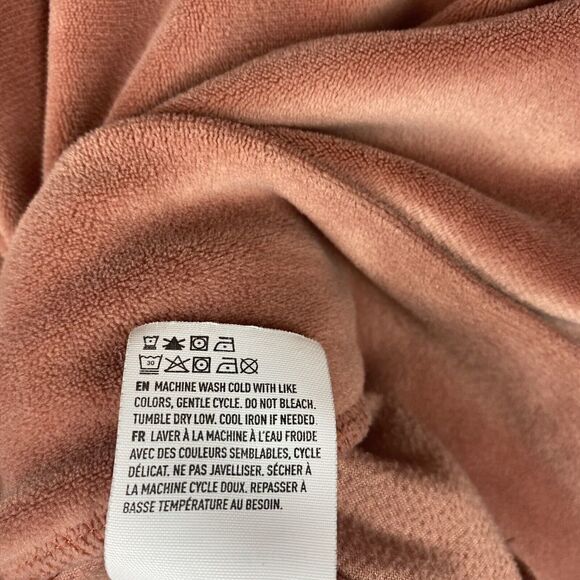 30
EN MACHINE WASH COLD WITH LIKE
COLORS, GENTLE CYCLE. DO NOT BLEACH.
TUMBLE DRY LOW. COOL IRON IF NEEDED.
FR LAVER À LA MACHINE À L'EAU FROIDE
AVEC DES COULEURS SEMBLABLES, CYCLE
DÉLICAT. NE PAS JAVELLISER. SÉCHER À
LA MACHINE CYCLE DOUX. REPASSER À
BASSE TEMPÉRATURE AU BESOIN.